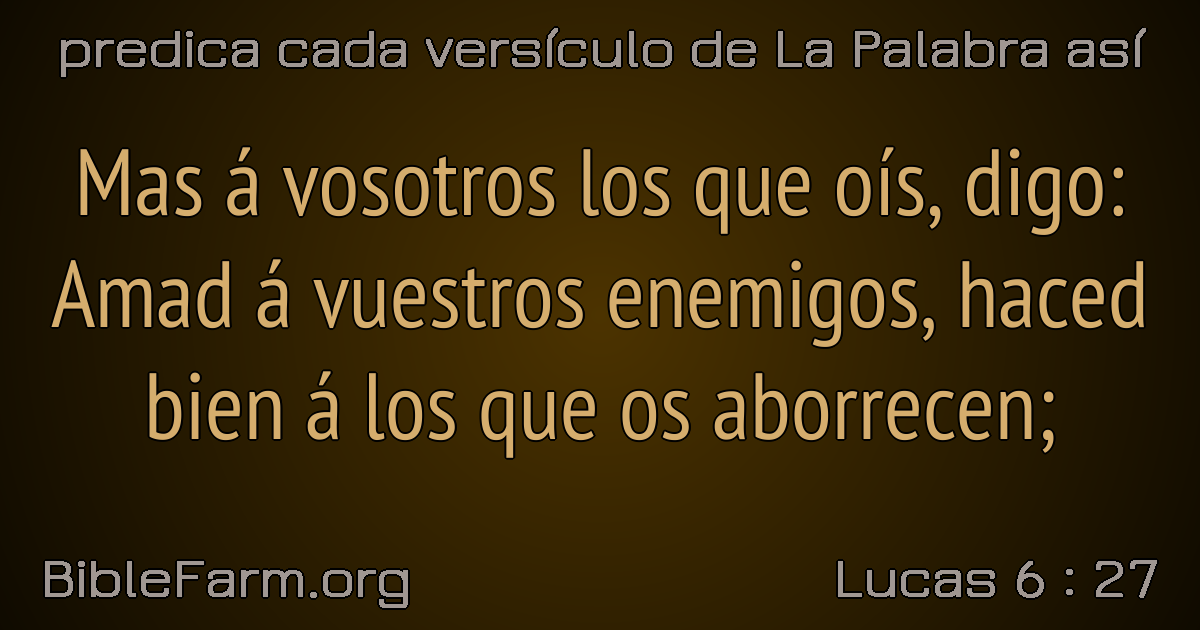 predica cada versículo de La Palabra así
Mas á vosotros los que oís, digo:
Amad á vuestros enemigos, haced
bien á los que os aborrecen;
BibleFarm.org
Lucas 6 : 27